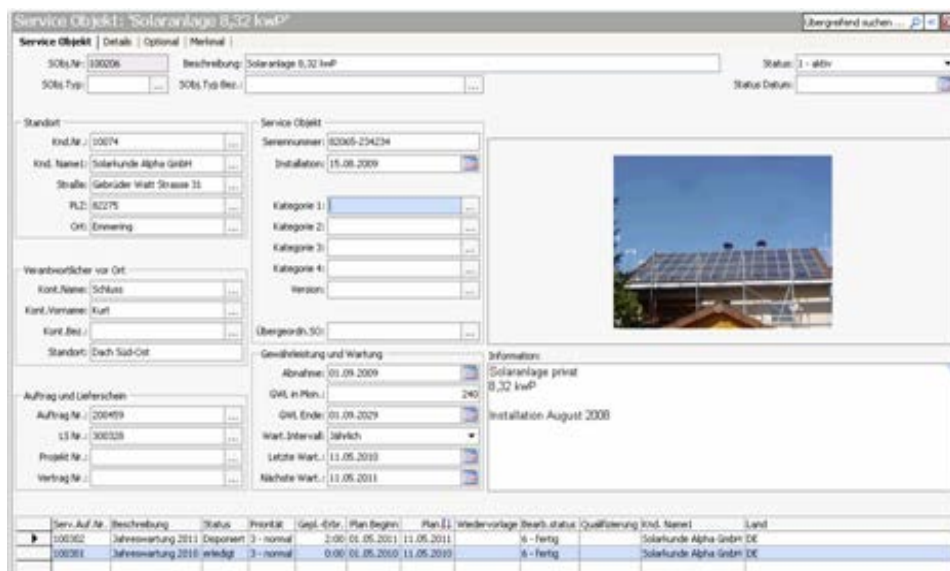 Service Objekt: "Solaranlage 8,32 kwP"
Übergreifend suchen ...
Service Objekt | Details | Optional | Merkmal |
SObj.Nr: 100206 Beschreibung: Solaranlage 8,32 kwP Status: 1 - aktiv
SObj.Typ: SObj.Typ Bez.: Status Datum:
Standort
Knd.Nr.: 10074
Knd. Name1: Solarkunde Alpha GmbH
Straße: Gebrüder Watt Strasse 31
PLZ: 82275
Ort: Emmering
Verantwortlicher vor Ort
Kont.Name: Schluss
Kont.Vorname: Kurt
Kont.Bez.:
Standort: Dach Süd-Ost
Auftrag und Lieferschein
Auftrag Nr.: 200459
LS Nr.: 300328
Projekt Nr.:
Vertrag Nr.:
Service Objekt
Seriennummer: 82065-234234
Installation: 15.08.2009
Kategorie 1:
Kategorie 2:
Kategorie 3:
Kategorie 4:
Version:
Übergeordn.SO:
Gewährleistung und Wartung
Abnahme: 01.09.2009
GWL in Mon.: 240
GWL Ende: 01.09.2029
Wart.Intervall: Jährlich
Letzte Wart.: 11.05.2010
Nächste Wart.: 11.05.2011
Information:
Solaranlage privat
8,32 kwP
Installation August 2008
Serv.Auf.Nr. Beschreibung Status Priorität Gepl.-Erbr. Plan Beginn Plan Wiedervorlage Bearb.status Qualifizierung Knd. Name1 Land
100302 Jahreswartung 2011 Disponiert 3 - normal 2:00 01.05.2011 11.05.2011 6 - fertig Solarkunde Alpha GmbH DE
100301 Jahreswartung 2010 erledigt 3 - normal 0:00 01.05.2010 11.05.2010 6 - fertig Solarkunde Alpha GmbH DE